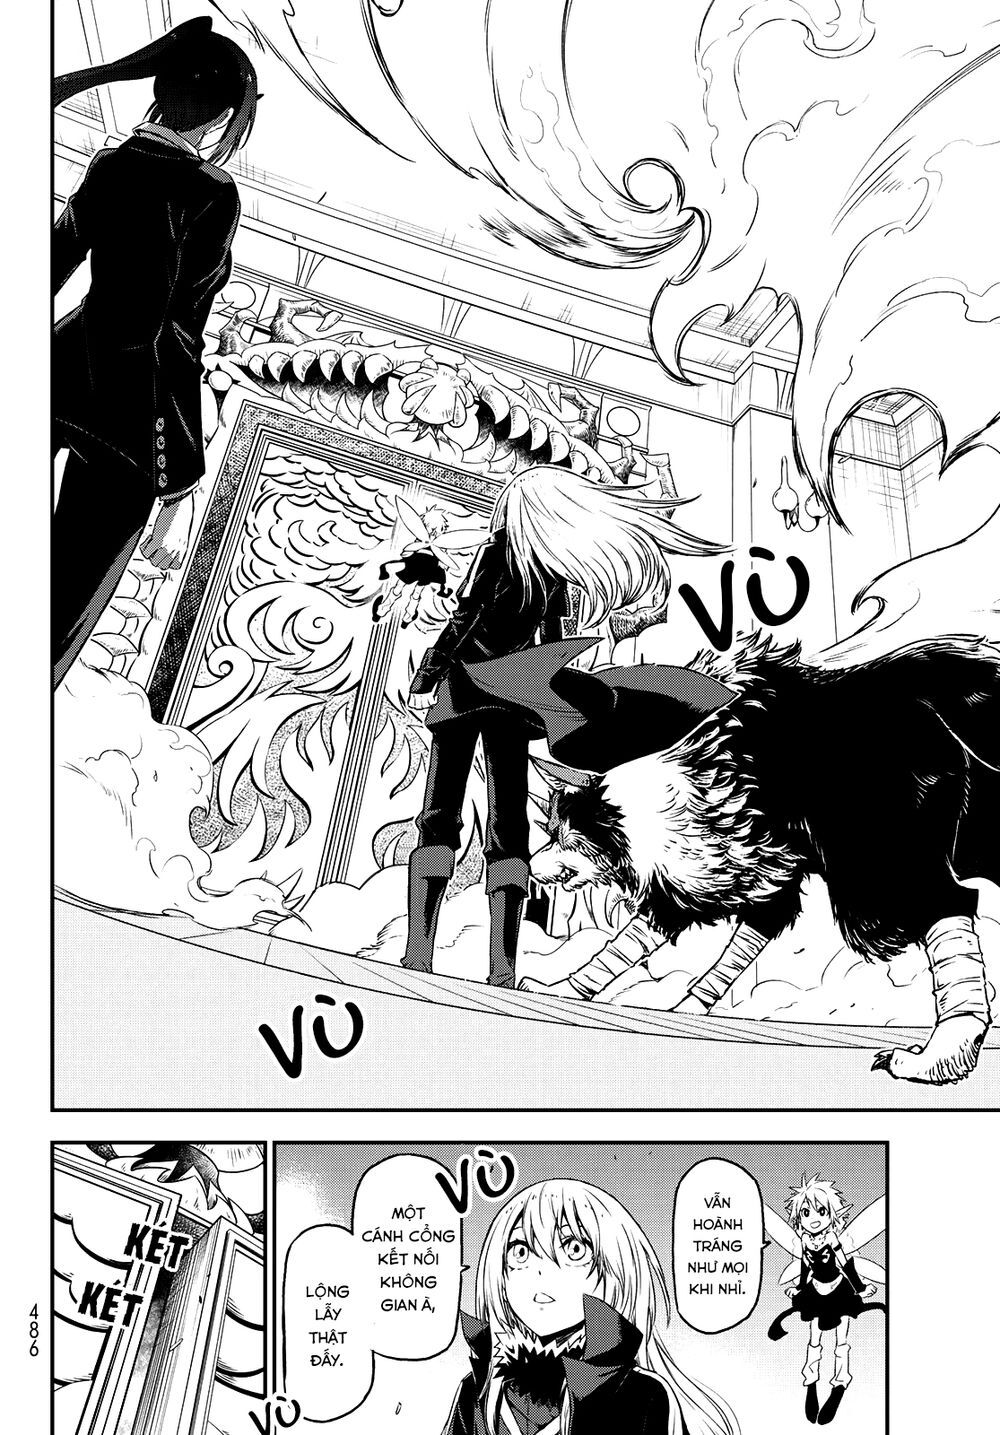 VÙ
VÙ
VẪN
HOÀNH
TRÁNG
NHƯ MỌI
KHI NHỈ.
VÙ
MỘT
CÁNH CỔNG
KẾT NỐI
KHÔNG
GIAN À,
LỘNG
LẪY
THẬT
ĐẤY.
VÙ
KÉT
KÉT
486